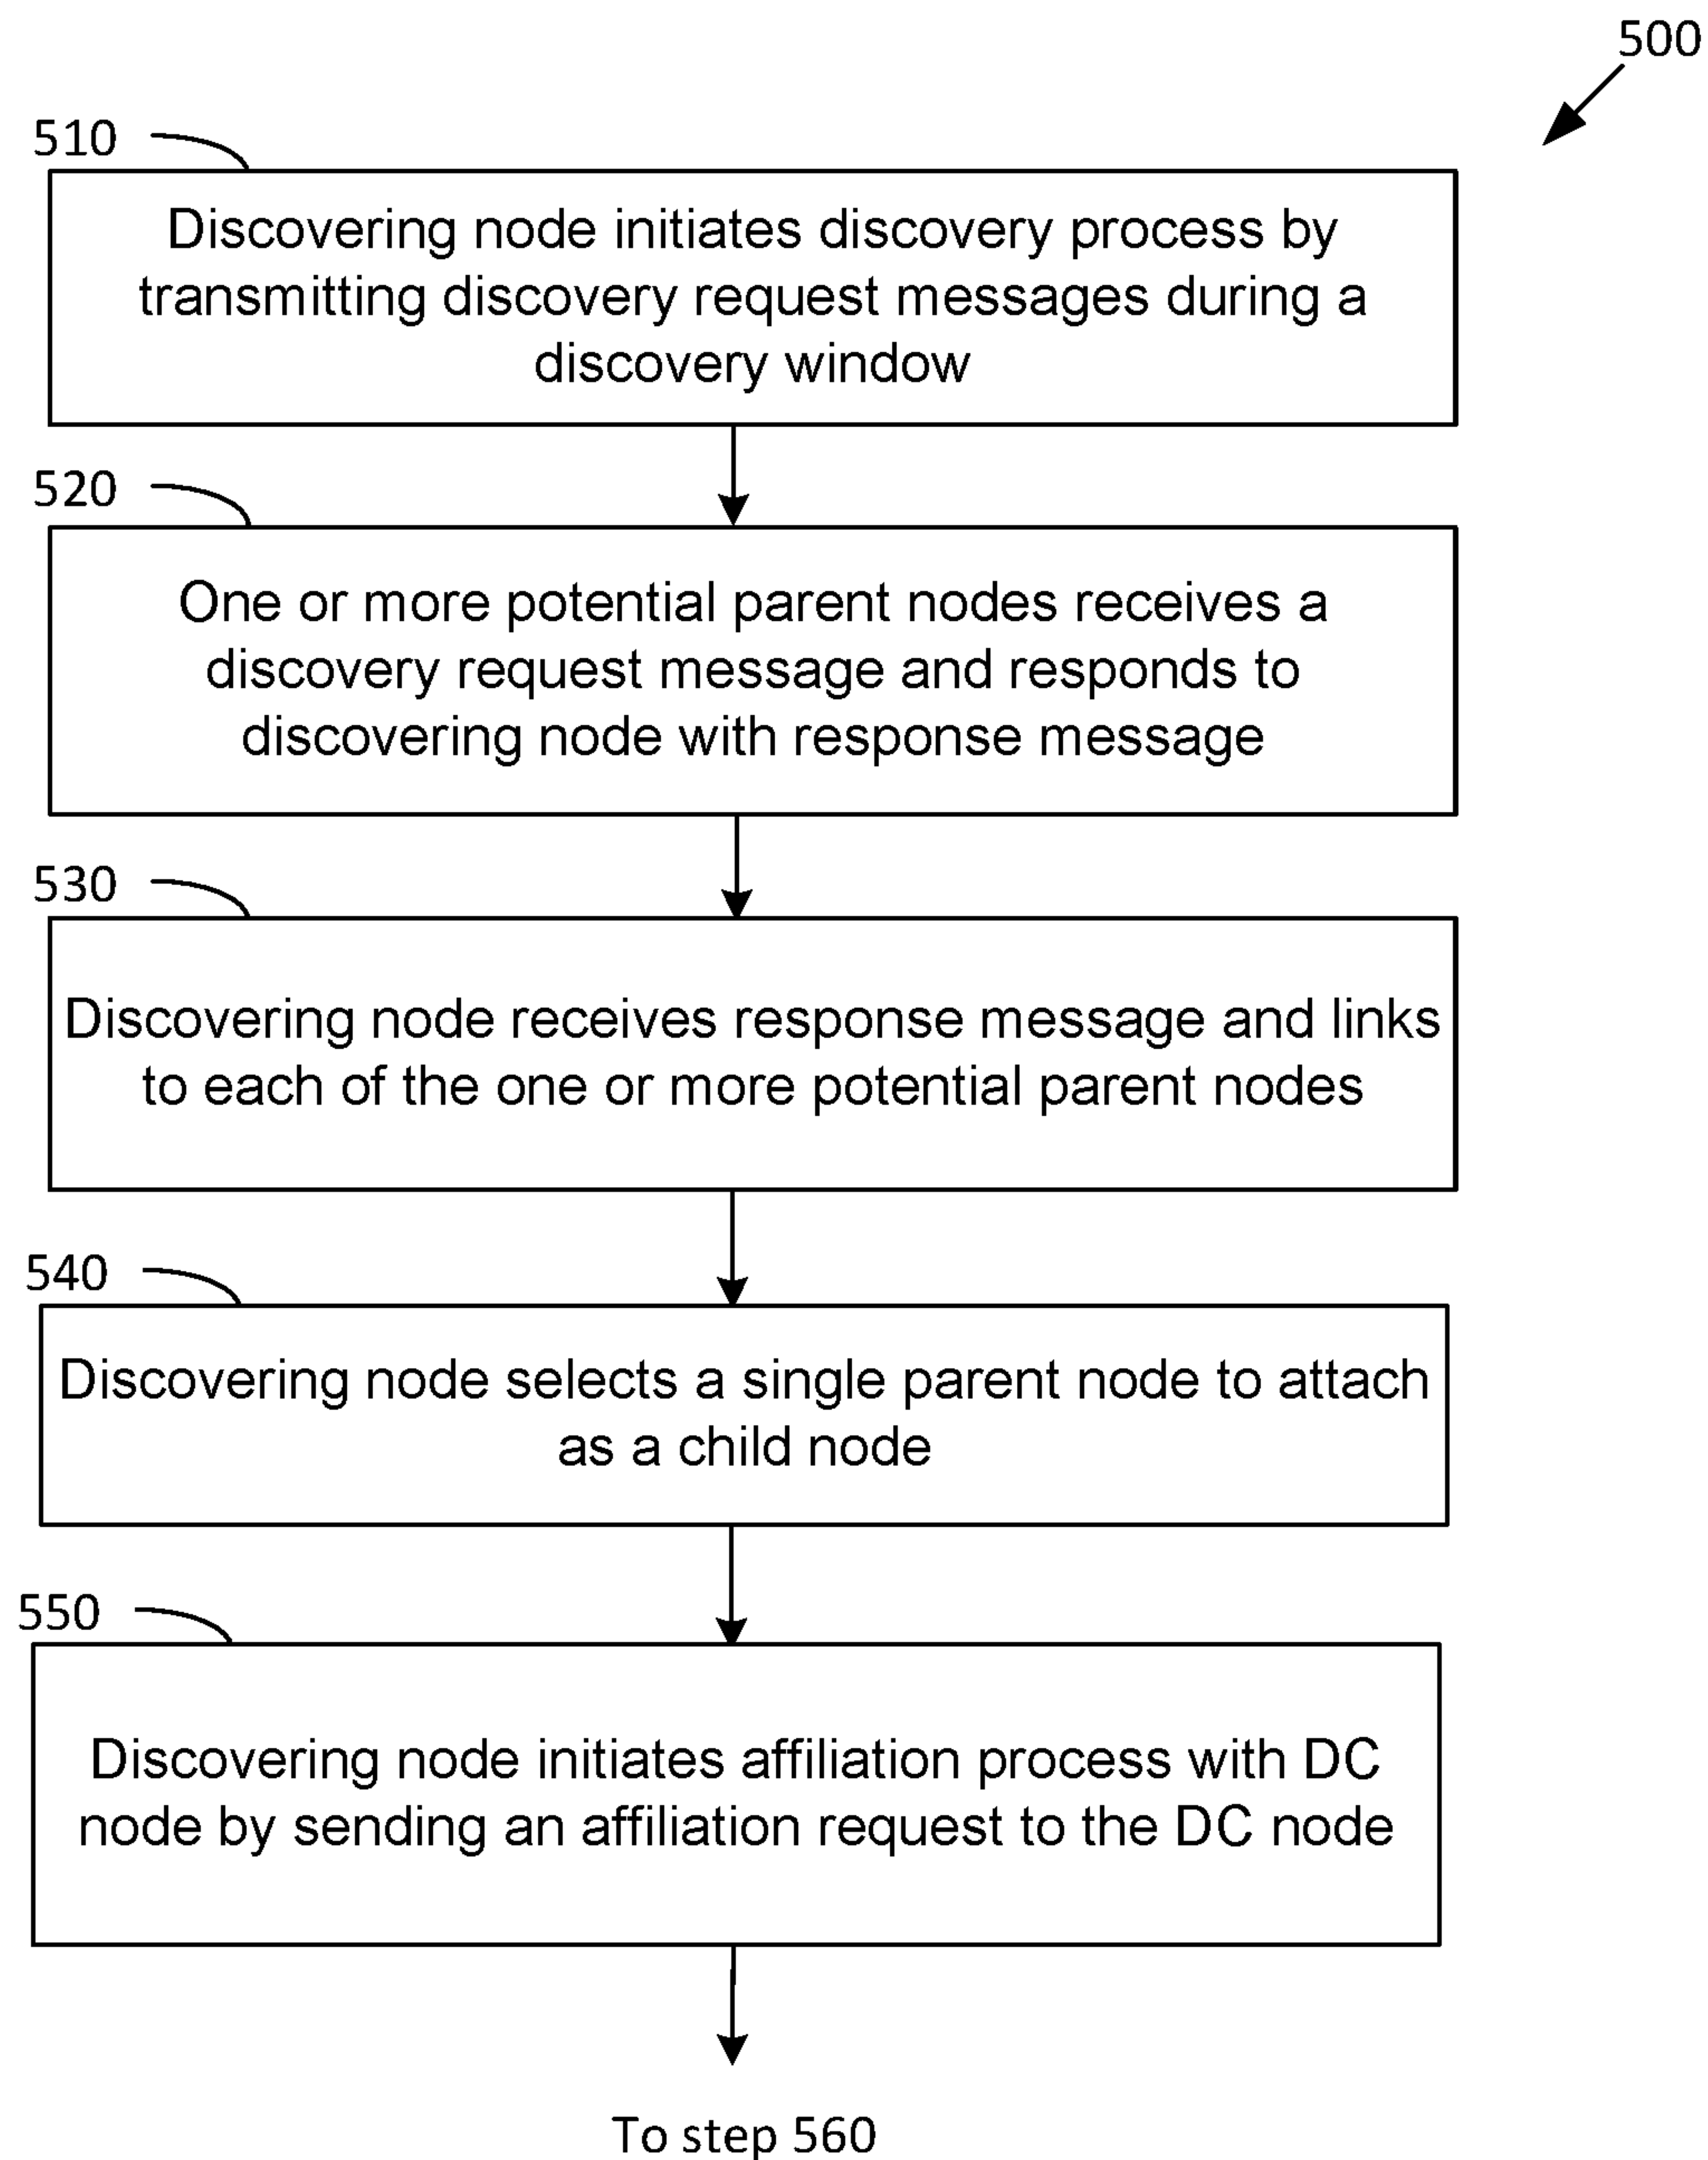 500
510
Discovering node initiates discovery process by
transmitting discovery request messages during a
discovery window
520
One or more potential parent nodes receives a
discovery request message and responds to
discovering node with response message
530
Discovering node receives response message and links
to each of the one or more potential parent nodes
540
Discovering node selects a single parent node to attach
as a child node
550
Discovering node initiates affiliation process with DC
node by sending an affiliation request to the DC node
To step 560